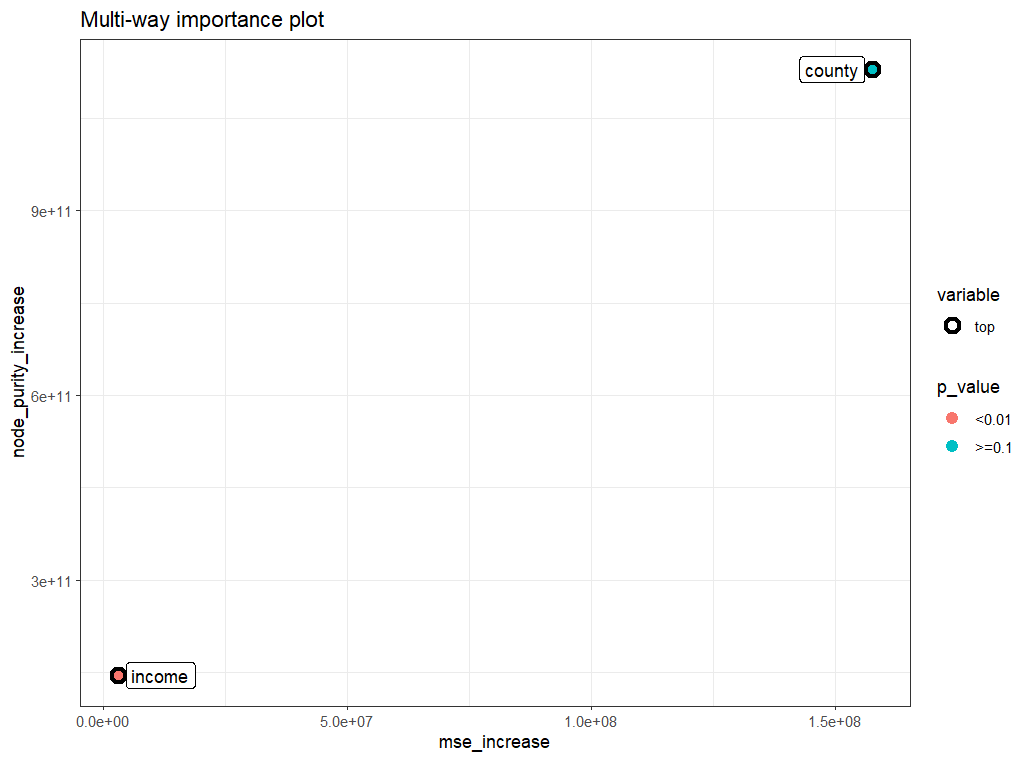 Multi-way importance plot
county
9e+11
6e+11
3e+11
node_purity_increase
income
0.0e+00
5.0e+07
1.0e+08
1.5e+08
mse_increase
variable
top
p_value
<0.01
>=0.1